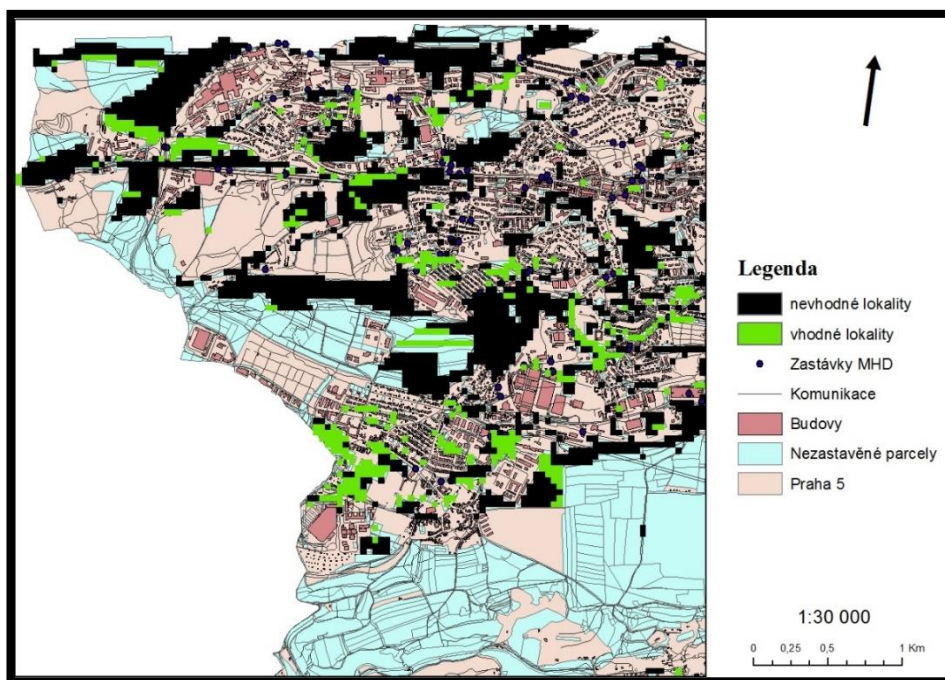 Legenda
nevhodné lokality
vhodné lokality
Zastávky MHD
Komunikace
Budovy
Nezastavěné parcely
Praha 5
1:30 000
0 0,25 0,5 1 Km